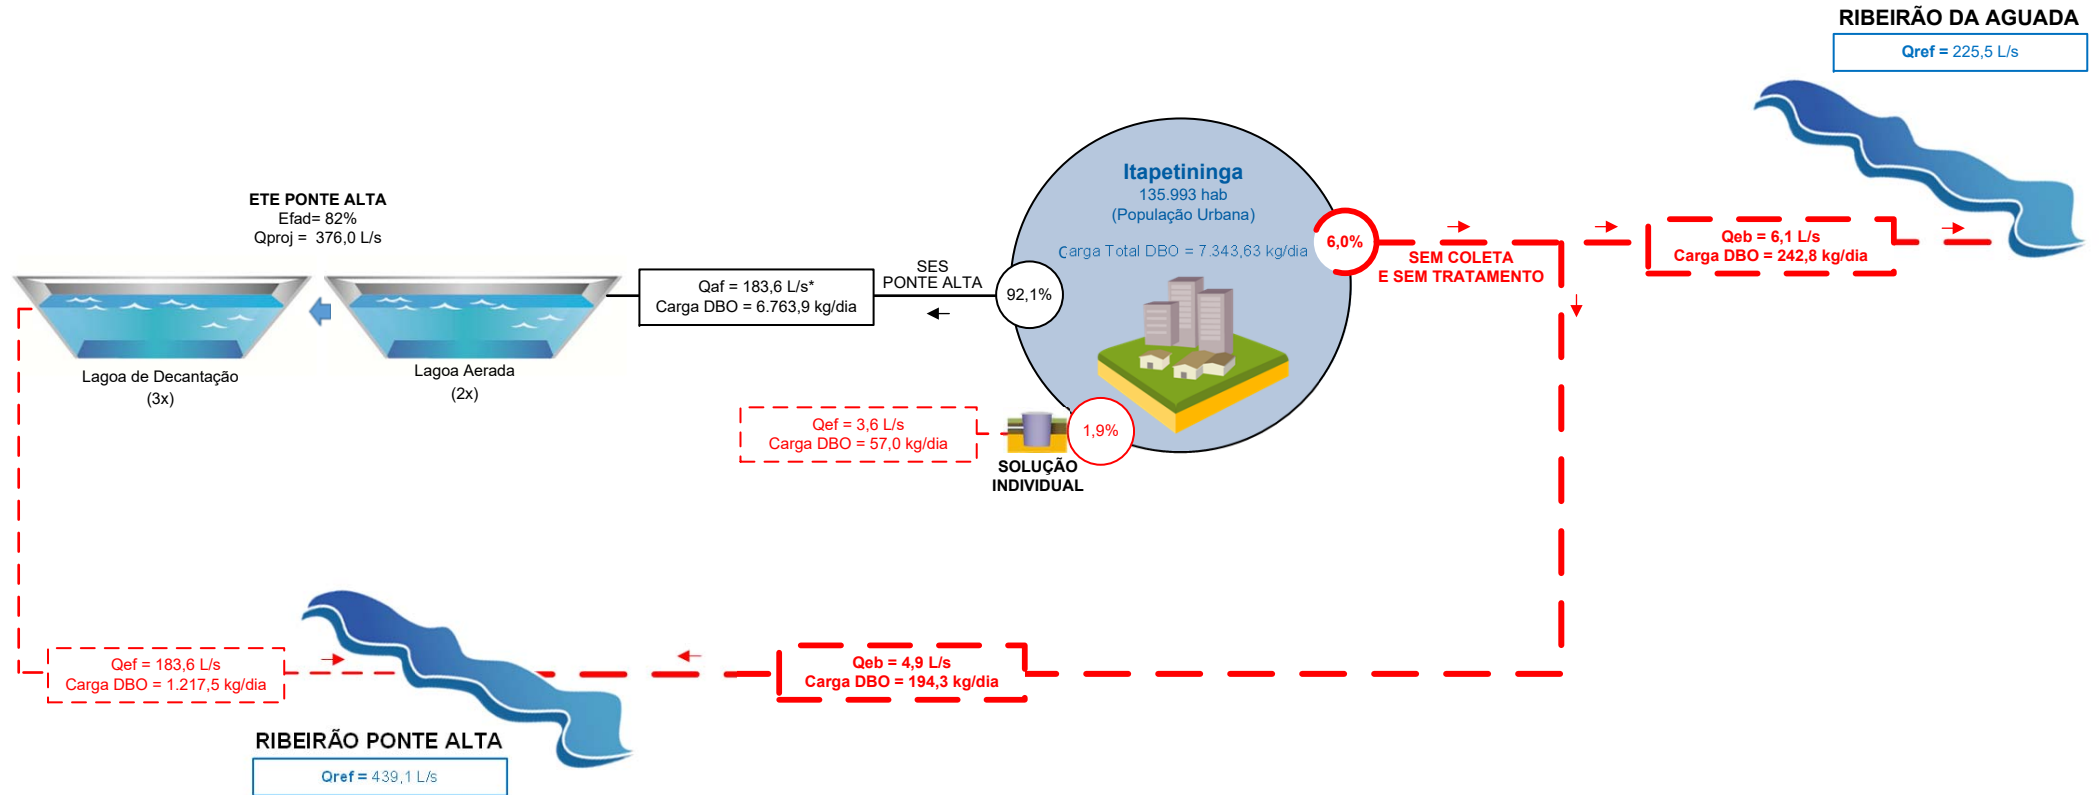 RIBEIRÃO DA AGUADA
Qref = 225,5 L/s
Itapetininga
135.993 hab
(População Urbana)
Carga Total DBO = 7.343,63 kg/dia
6,0%
SEM COLETA
E SEM TRATAMENTO
Qeb = 6,1 L/s
Carga DBO = 242,8 kg/dia
ETE PONTE ALTA
Efad= 82%
Qproj = 376,0 L/s
SES
PONTE ALTA
92,1%
Qaf = 183,6 L/s*
Carga DBO = 6.763,9 kg/dia
Lagoa de Decantação
(3x)
Lagoa Aerada
(2x)
Qef = 3,6 L/s
Carga DBO = 57,0 kg/dia
1,9%
SOLUÇÃO
INDIVIDUAL
Qef = 183,6 L/s
Carga DBO = 1.217,5 kg/dia
Qeb = 4,9 L/s
Carga DBO = 194,3 kg/dia
RIBEIRÃO PONTE ALTA
Qref = 439,1 L/s